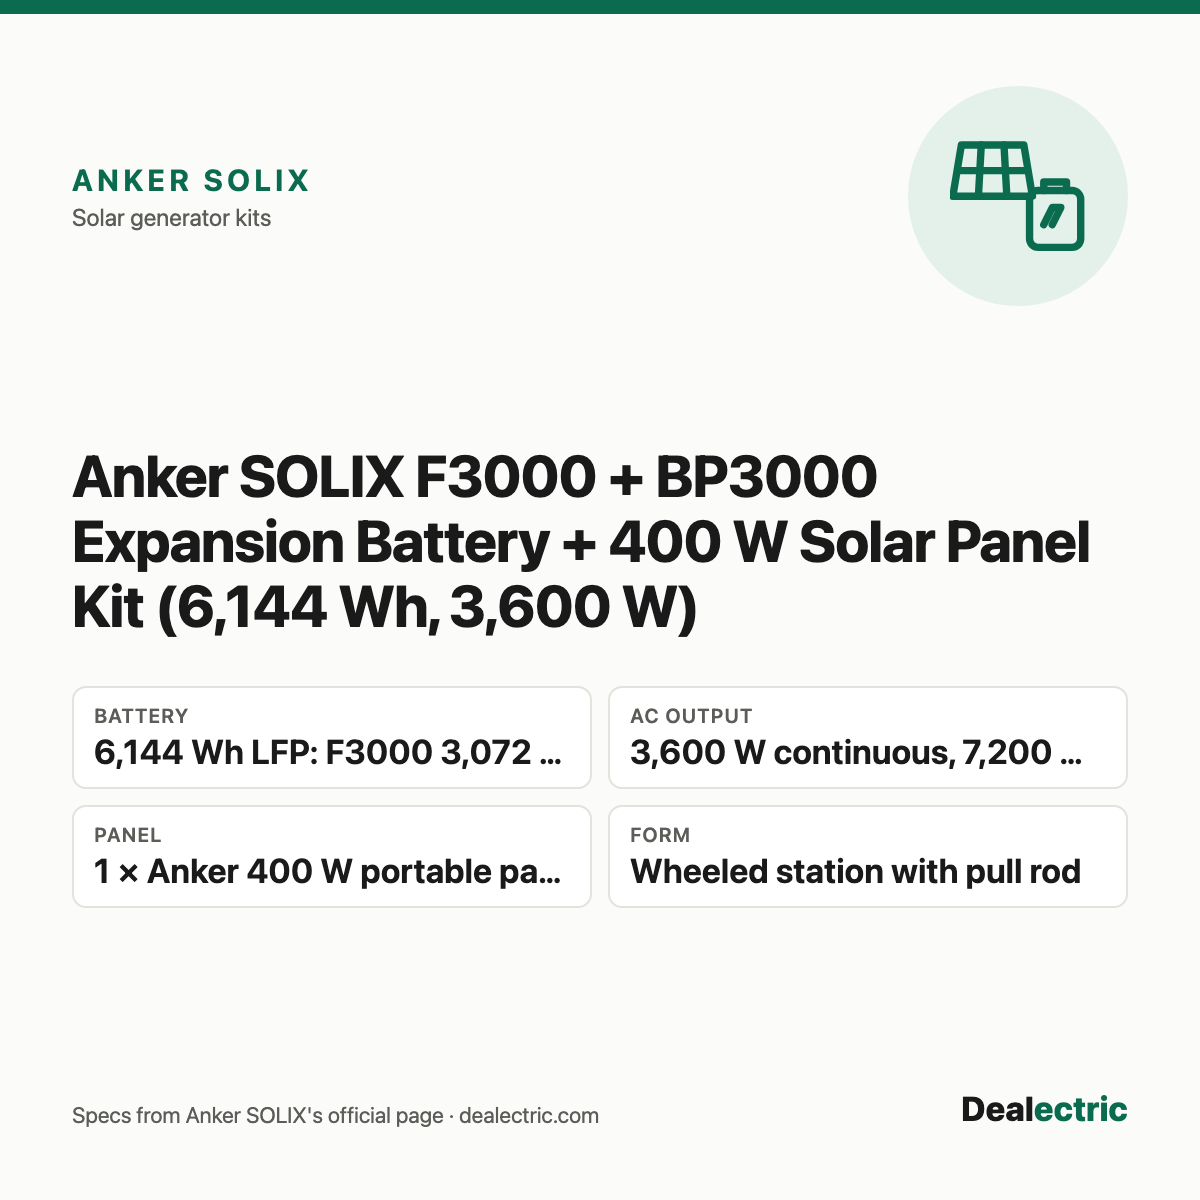 ANKER SOLIX
Solar generator kits
Anker SOLIX F3000 + BP3000
Expansion Battery + 400 W Solar Panel
Kit (6,144 Wh, 3,600 W)
BATTERY
6,144 Wh LFP: F3000 3,072 ...
AC OUTPUT
3,600 W continuous, 7,200 ...
PANEL
1 × Anker 400 W portable pa...
FORM
Wheeled station with pull rod
Specs from Anker SOLIX's official page · dealectric.com
Dealectric